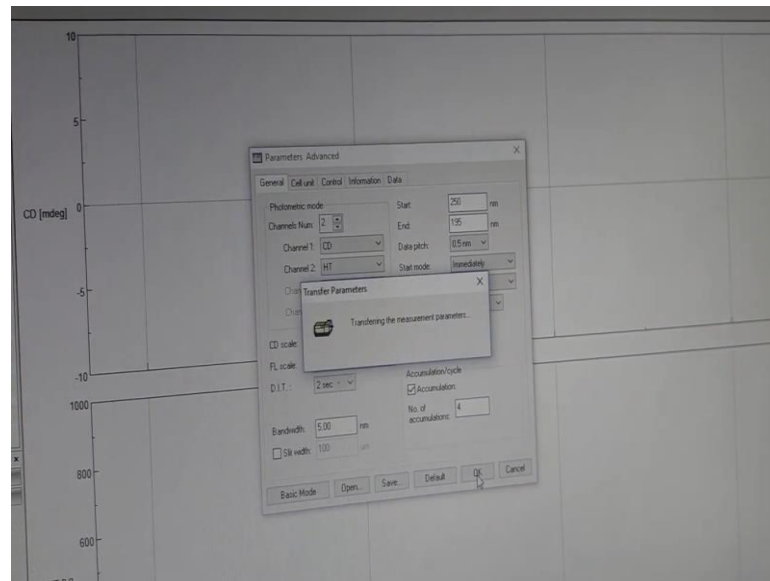 10
5
CD [mdeg] 0
-5
-10
1000
800
600
Parameters Advanced
General Cell unit Control Information Data
Photometric mode
Channels Num: 2
Channel 1: CD
Channel 2: HT
Start: 250 nm
End: 195 nm
Data pitch: 0.5 nm
Start mode: Immediately
Transfer Parameters
Transferring the measurement parameters...
CD scale:
FL scale:
D.I.T.: 2 sec
Bandwidth: 5.00 nm
Slit width: 100 um
Accumulation/cycle
Accumulation:
No. of
accumulations: 4
Basic Mode Open... Save... Default OK Cancel